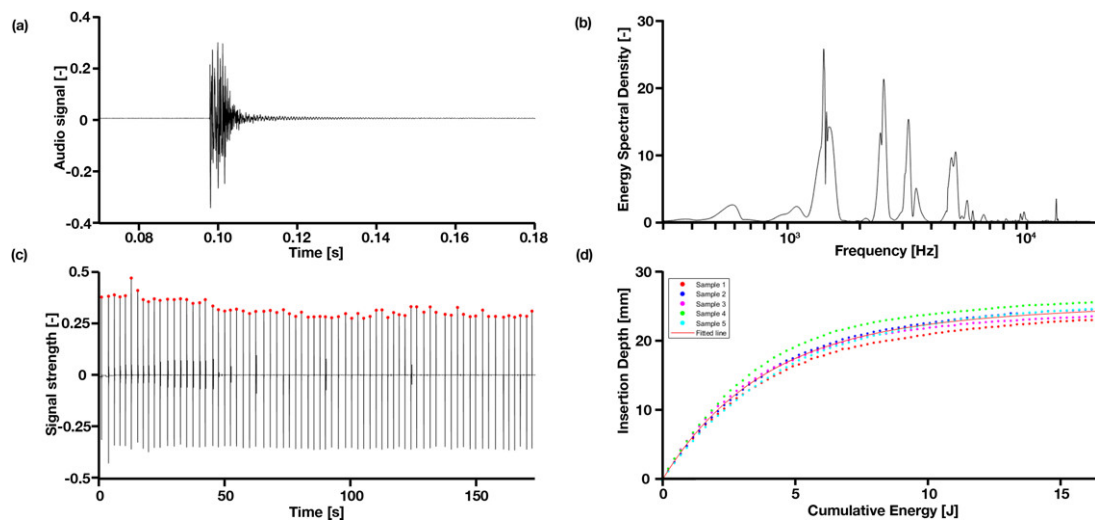 (a)
Audio signal [-]
0.4
0.2
0
-0.2
-0.4
0.08
0.10
0.12
0.14
0.16
0.18
Time [s]
(b)
Energy Spectral Density [-]
30
20
10
0
10³
10⁴
Frequency [Hz]
(c)
Signal strength [-]
0.5
0.25
0
-0.25
-0.5
0
50
100
150
Time [s]
(d)
Insertion Depth [mm]
30
20
10
0
Sample 1
Sample 2
Sample 3
Sample 4
Sample 5
Fitted line
0
5
10
15
Cumulative Energy [J]